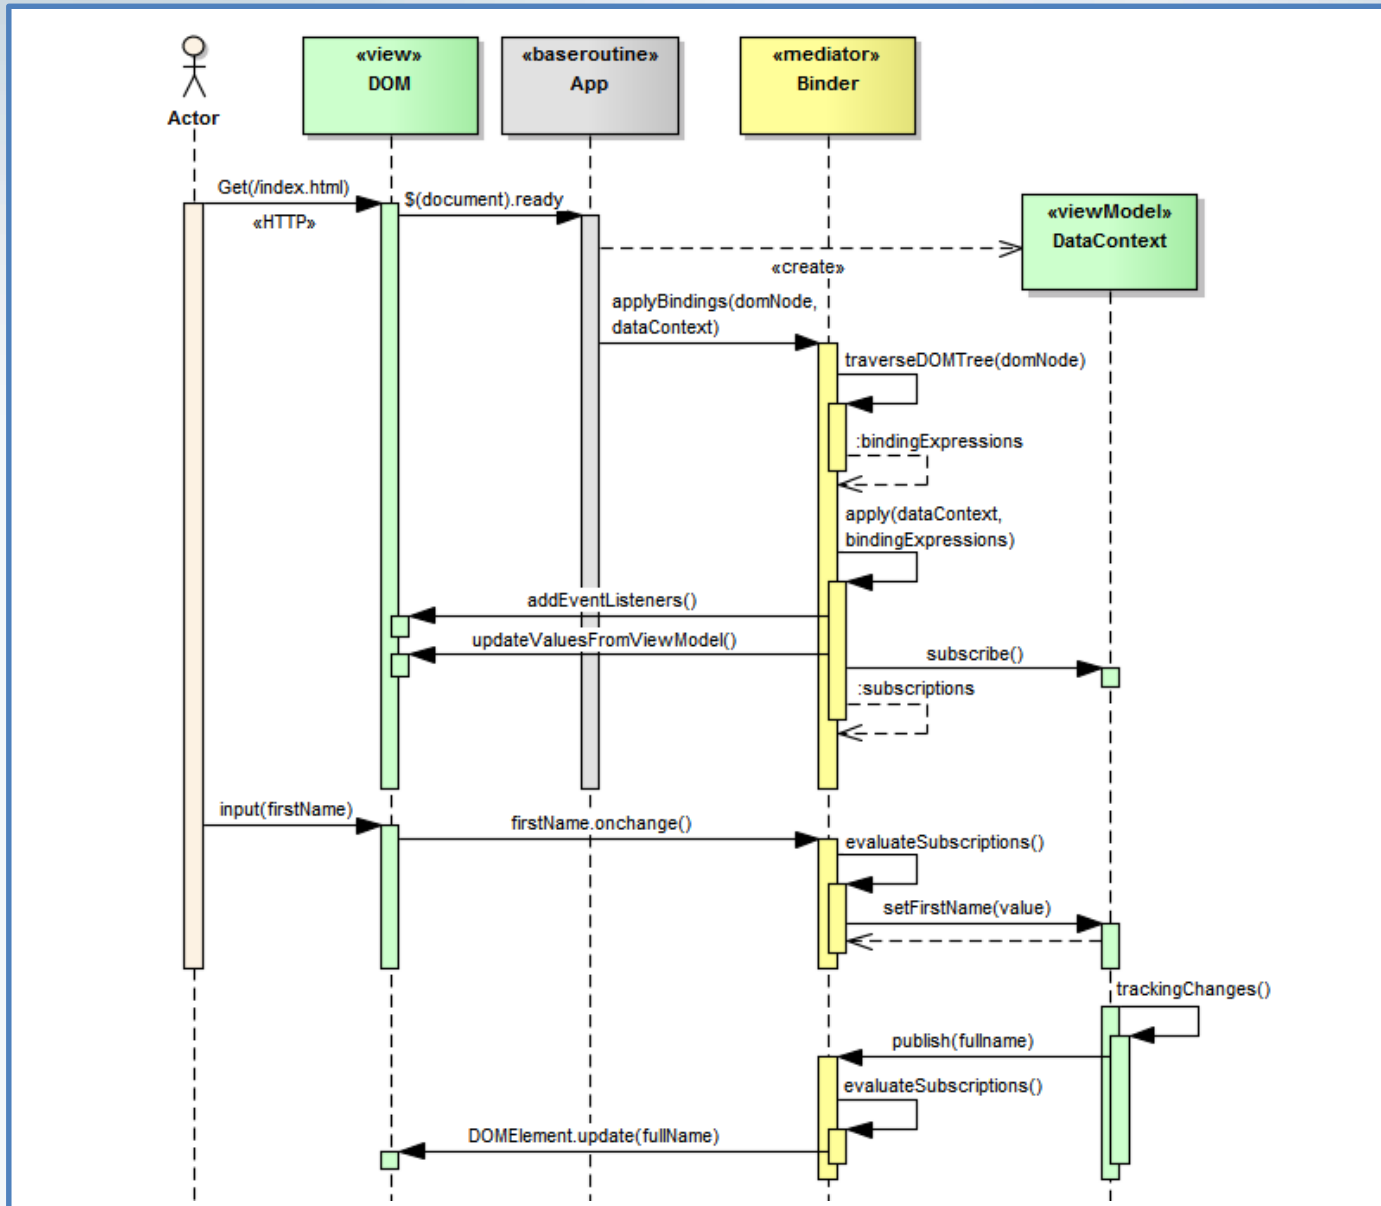 «view»
DOM
«baseroutine»
App
«mediator»
Binder
Actor
Get(/index.html)
«HTTP»
$(document).ready
«viewModel»
DataContext
«create»
applyBindings(domNode,
dataContext)
traverseDOMTree(domNode)
:bindingExpressions
apply(dataContext,
bindingExpressions)
addEventListeners()
updateValuesFromViewModel()
subscribe()
:subscriptions
input(firstName)
firstName.onchange()
evaluateSubscriptions()
setFirstName(value)
trackingChanges()
publish(fullname)
evaluateSubscriptions()
DOMElement.update(fullName)